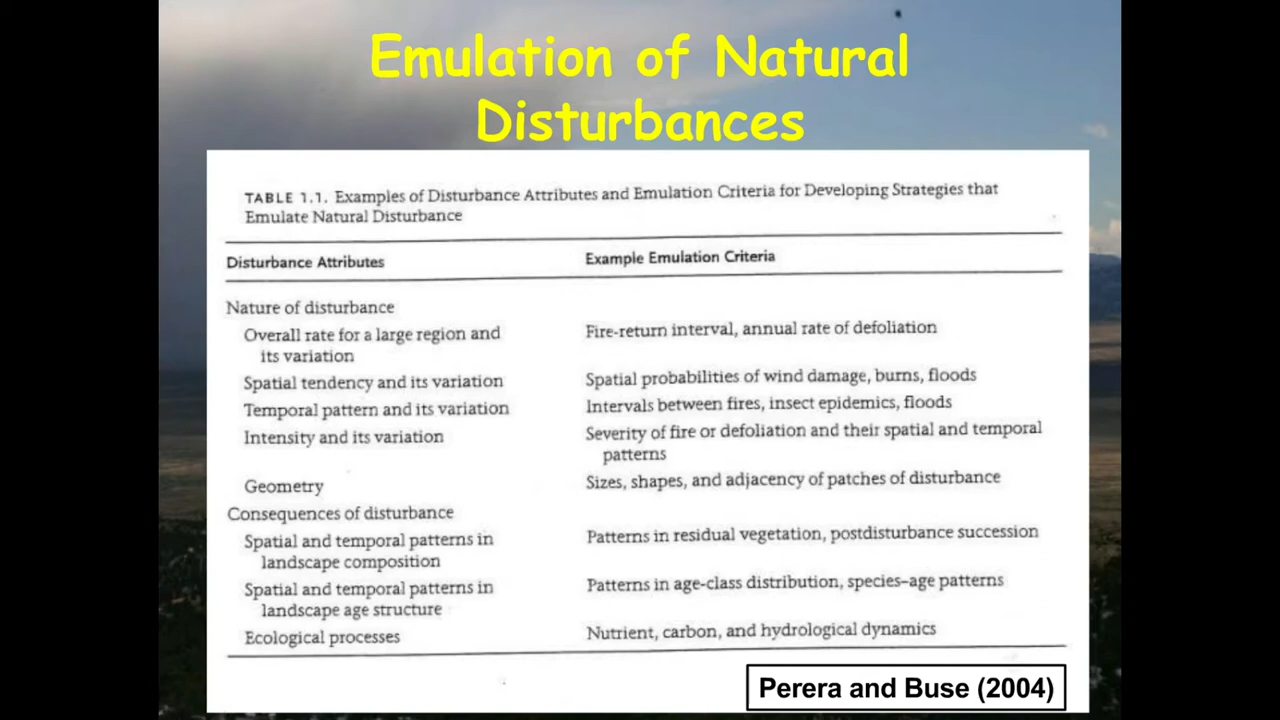 Emulation of Natural
Disturbances
TABLE 1.1. Examples of Disturbance Attributes and Emulation Criteria for Developing Strategies that
Emulate Natural Disturbance
Disturbance Attributes Example Emulation Criteria
Nature of disturbance
Overall rate for a large region and Fire-return interval, annual rate of defoliation
its variation
Spatial tendency and its variation Spatial probabilities of wind damage, burns, floods
Temporal pattern and its variation Intervals between fires, insect epidemics, floods
Intensity and its variation Severity of fire or defoliation and their spatial and temporal
patterns
Geometry Sizes, shapes, and adjacency of patches of disturbance
Consequences of disturbance
Spatial and temporal patterns in Patterns in residual vegetation, postdisturbance succession
landscape composition
Spatial and temporal patterns in Patterns in age-class distribution, species–age patterns
landscape age structure
Ecological processes Nutrient, carbon, and hydrological dynamics
Perera and Buse (2004)